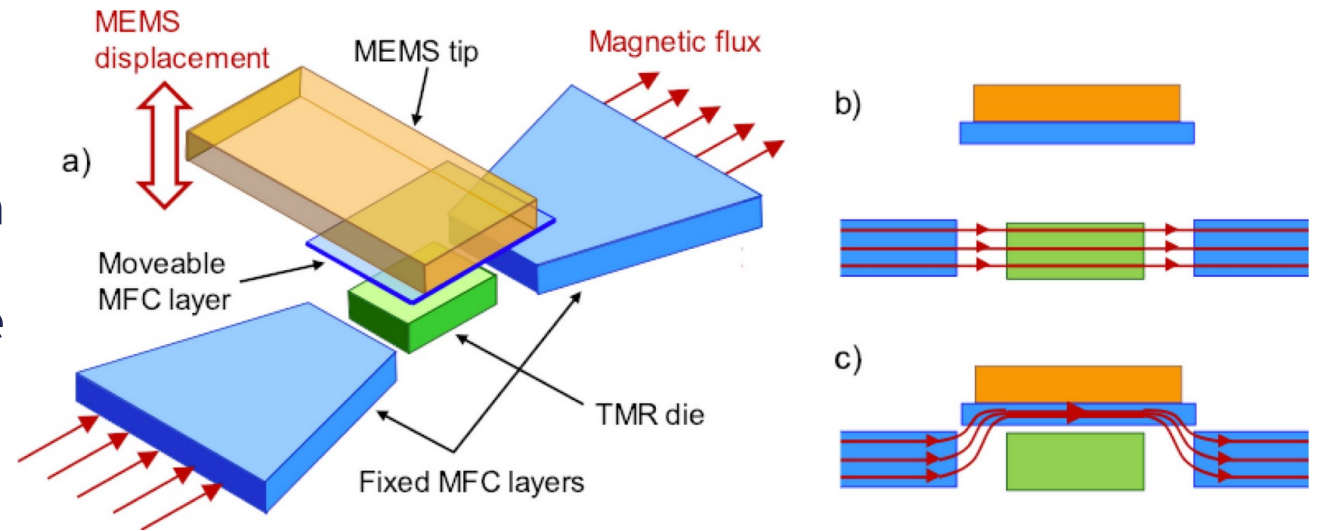 MEMS
displacement
MEMS tip
Magnetic flux
a)
Moveable
MFC layer
TMR die
Fixed MFC layers
b)
c)